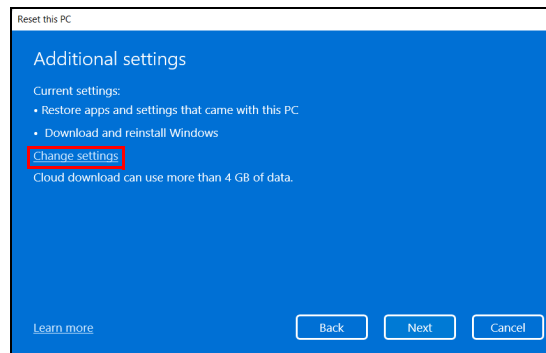 Reset this PC
Additional settings
Current settings:
• Restore apps and settings that came with this PC
• Download and reinstall Windows
Change settings
Cloud download can use more than 4 GB of data.
Learn more
Back
Next
Cancel